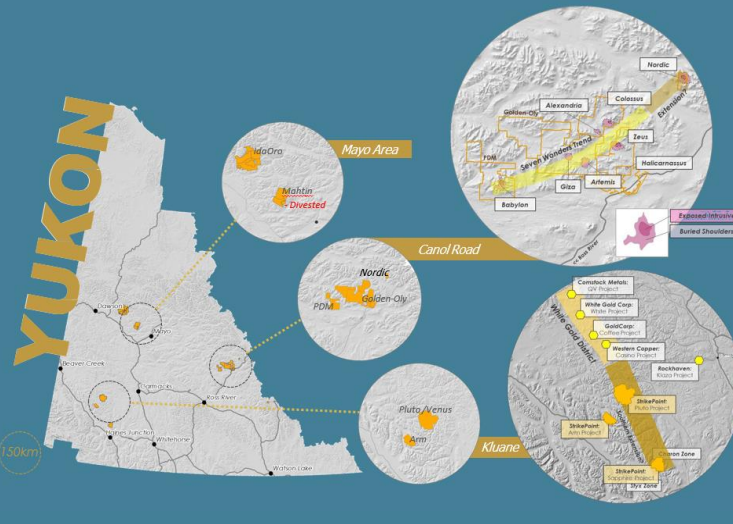 YUKON
Dawson
Mayo
Beaver Creek
Ross River
Haines Junction
Whitehorse
Watson Lake
150km
Mayo Area
IdaOro
Mahtin
- Divested
Canol Road
Nordic
PDM
Golden-Oly
Kluane
Pluto/Venus
Arm
Nordic
Colossus
Alexandria
Golden-Oly
Extension?
Zeus
Seven Wonders Trend
PDM
Halicarnassus
Artemis
Giza
Babylon
Ross River
Exposed Intrusive
Buried Shoulders
Comstock Metals:
QV Project
White Gold Corp:
White Project
GoldCorp:
Coffee Project
Western Copper:
Casino Project
Rockhaven:
Klaza Project
White Gold District
StrikePoint:
Pluto Project
StrikePoint:
Arm Project
Charon Zone
StrikePoint:
Sapphire Project
Styx Zone